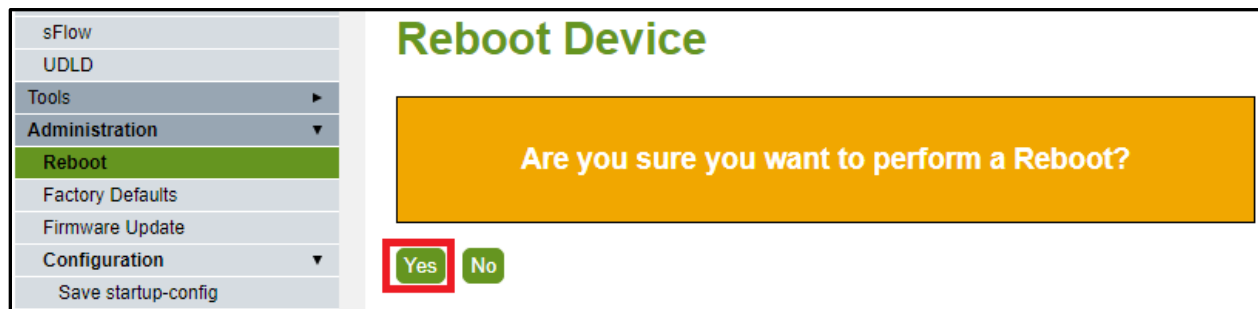 sFlow
UDLD
Tools
Administration
Reboot
Factory Defaults
Firmware Update
Configuration
Save startup-config
Reboot Device
Are you sure you want to perform a Reboot?
Yes No